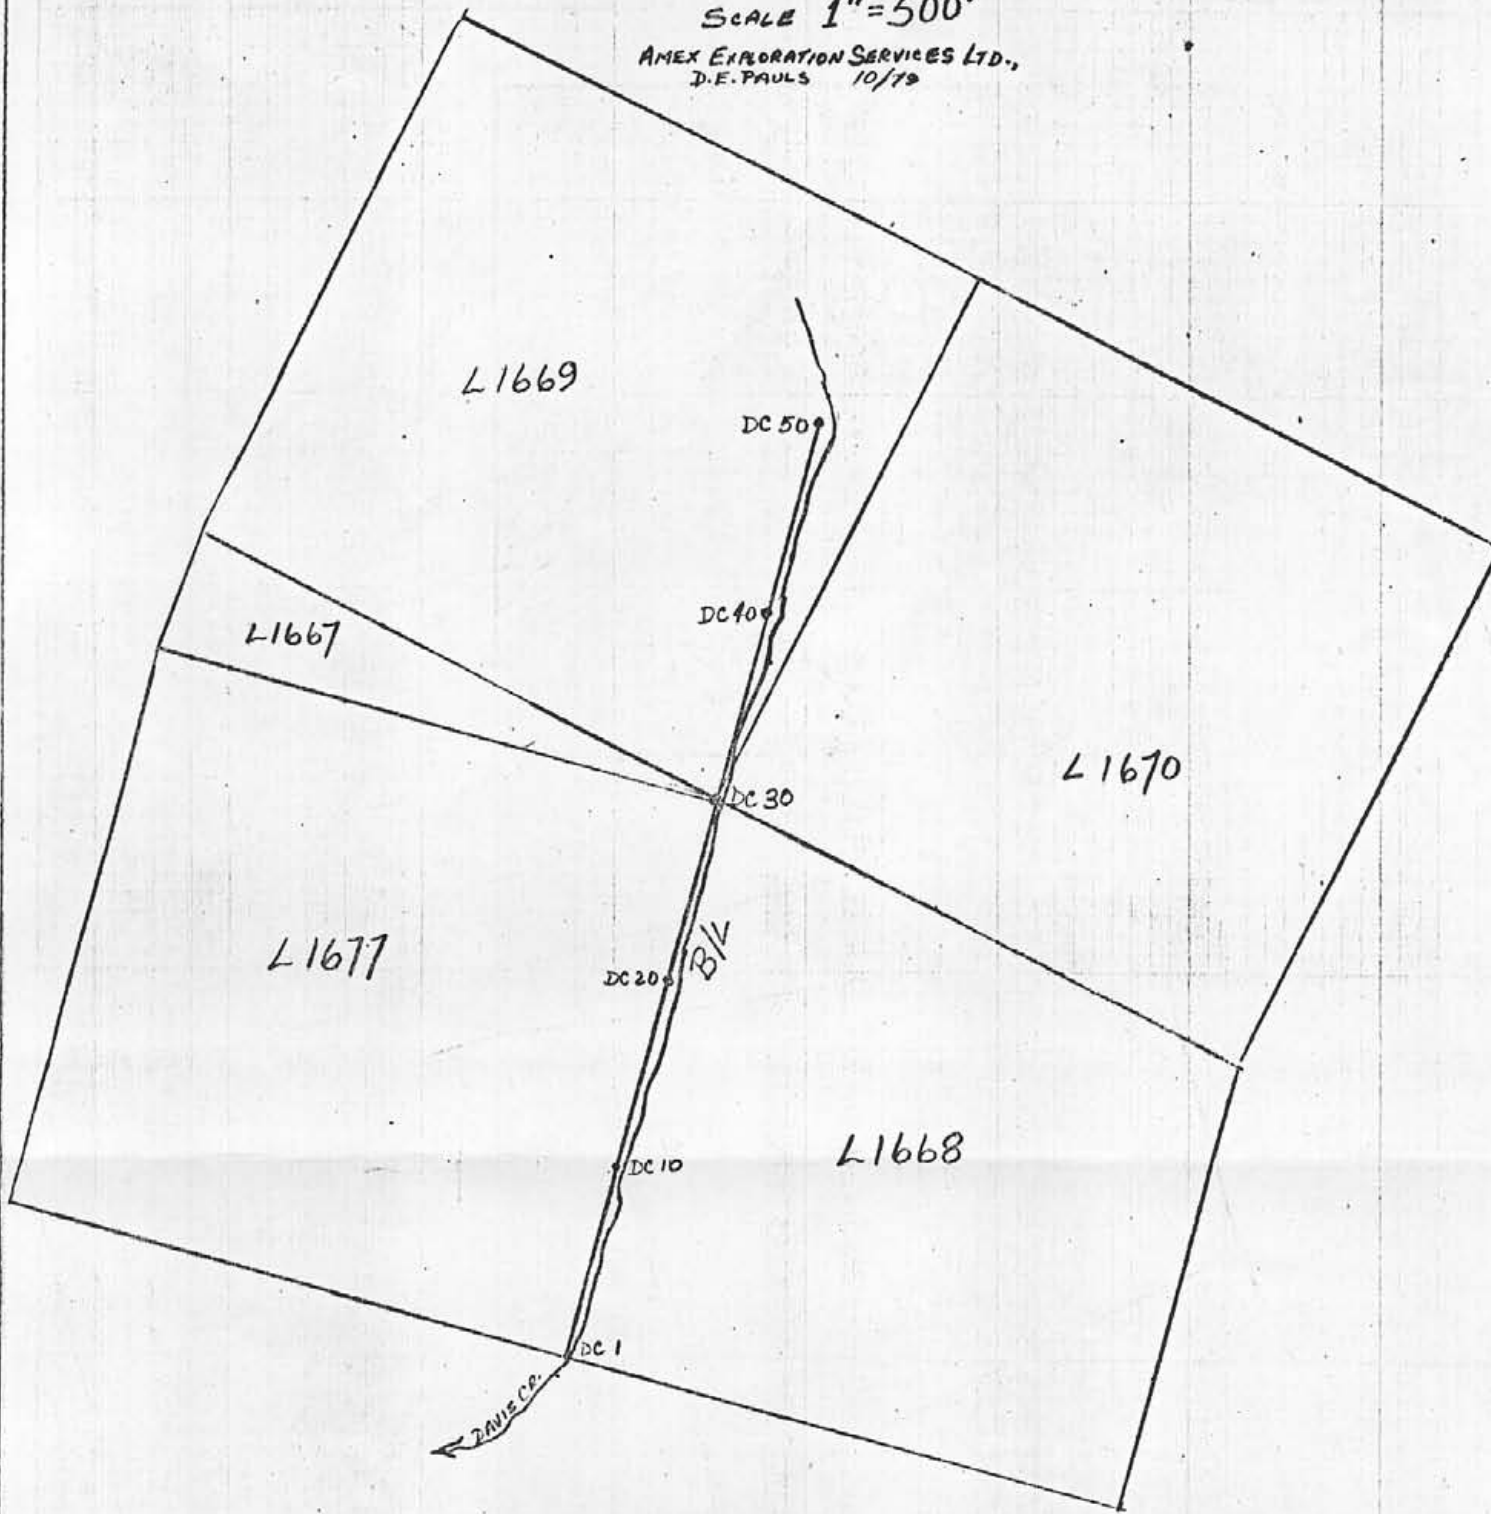 SCALE 1"=500'
AMEX EXPLORATION SERVICES LTD.,
D.E. PAULS 10/79
L1669
DC 50
DC 40
L1667
L1670
DC 30
L1677
B/L
DC 20
L1668
DC 10
DC 1
DAVIS CR.